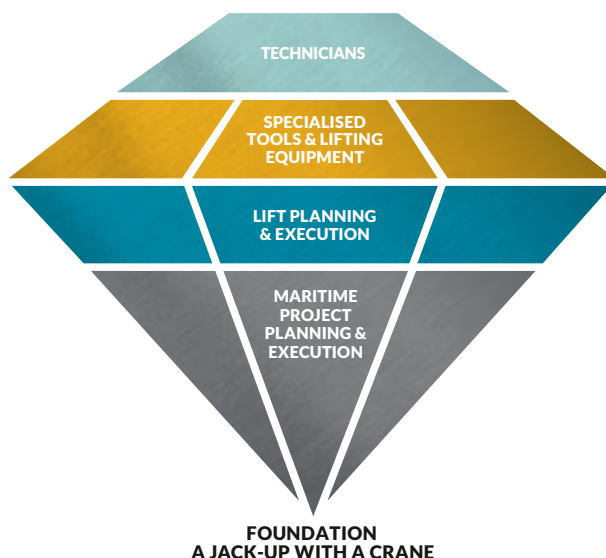 TECHNICIANS
SPECIALISED
TOOLS & LIFTING
EQUIPMENT
LIFT PLANNING
& EXECUTION
MARITIME
PROJECT
PLANNING &
EXECUTION
FOUNDATION
A JACK-UP WITH A CRANE